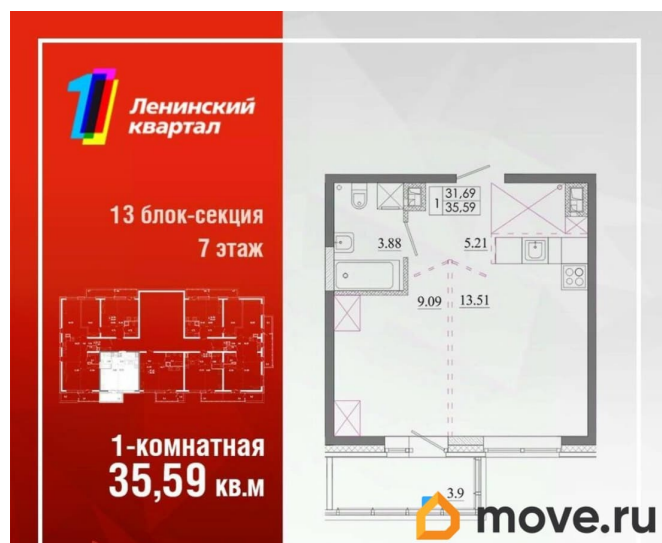 Ленинский
квартал
13 блок-секция
7 этаж
1-комнатная
35,59 кв.м
1 31,69
35.59
3.88
5.21
9.09
13.51
3.9
move.ru